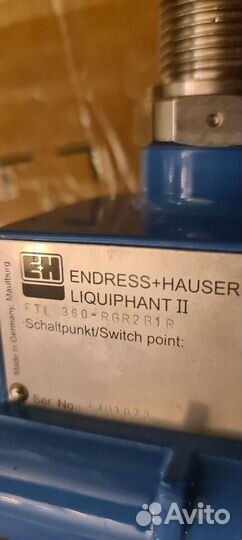 ENDRESS+HAUSER
LIQUIPHANT II
FTL 360-RGR2B1R
Schaltpunkt/Switch point:
Ser. No.:
Made in Germany, Maulburg
Avito